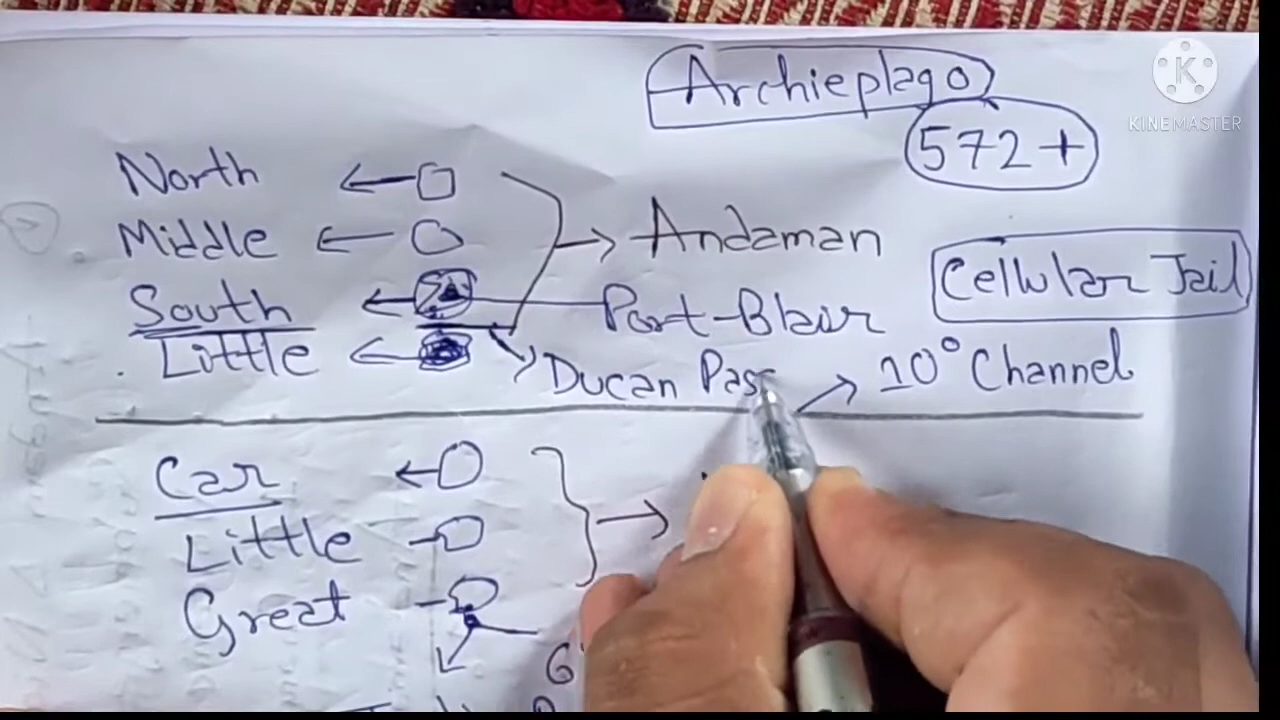 Archieplago
572+
KINEMASTER
North
Middle
Andaman
Cellular Jail
South
Port-Blair
Little
Ducan Pass
10° Channel
Car
Little
Great
6°